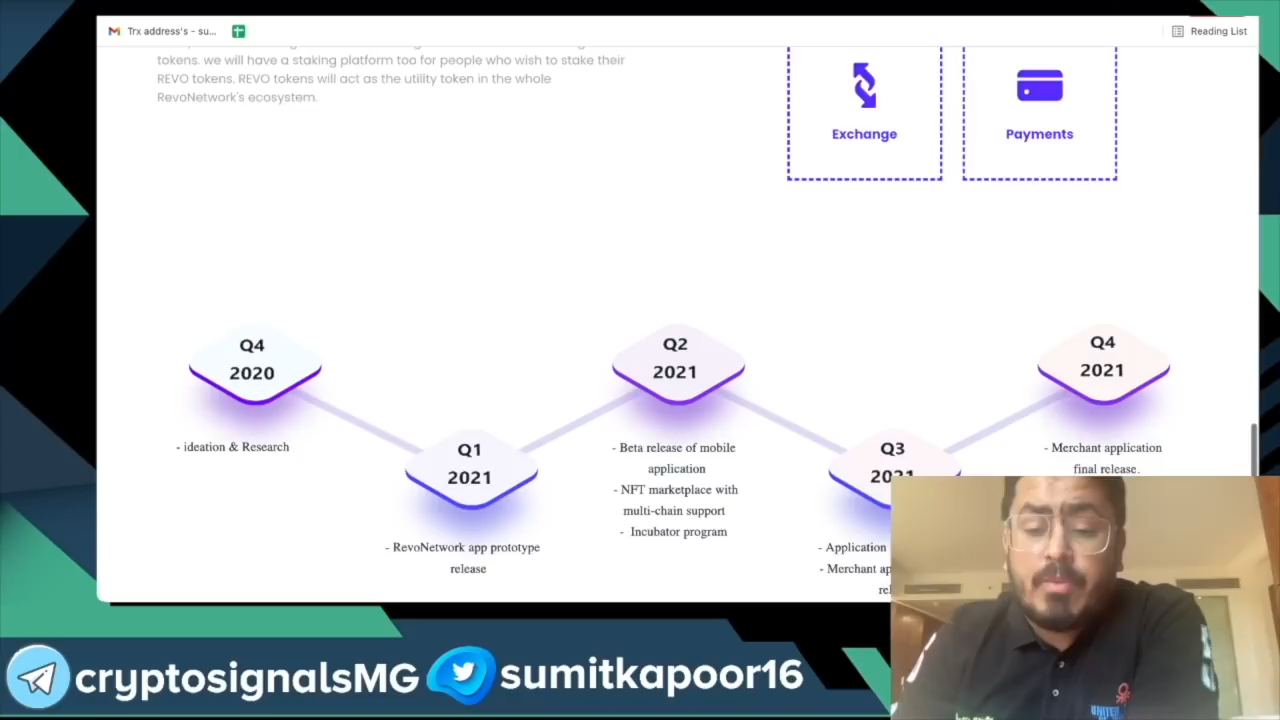 Trx address's - su...
Reading List
tokens. we will have a staking platform too for people who wish to stake their
REVO tokens. REVO tokens will act as the utility token in the whole
RevoNetwork's ecosystem.
Exchange
Payments
Q4
2020
- ideation & Research
Q1
2021
- RevoNetwork app prototype
release
Q2
2021
- Beta release of mobile
application
- NFT marketplace with
multi-chain support
- Incubator program
Q3
2021
- Application
- Merchant
Q4
2021
- Merchant application
final release.
cryptosignalsMG
sumitkapoor16